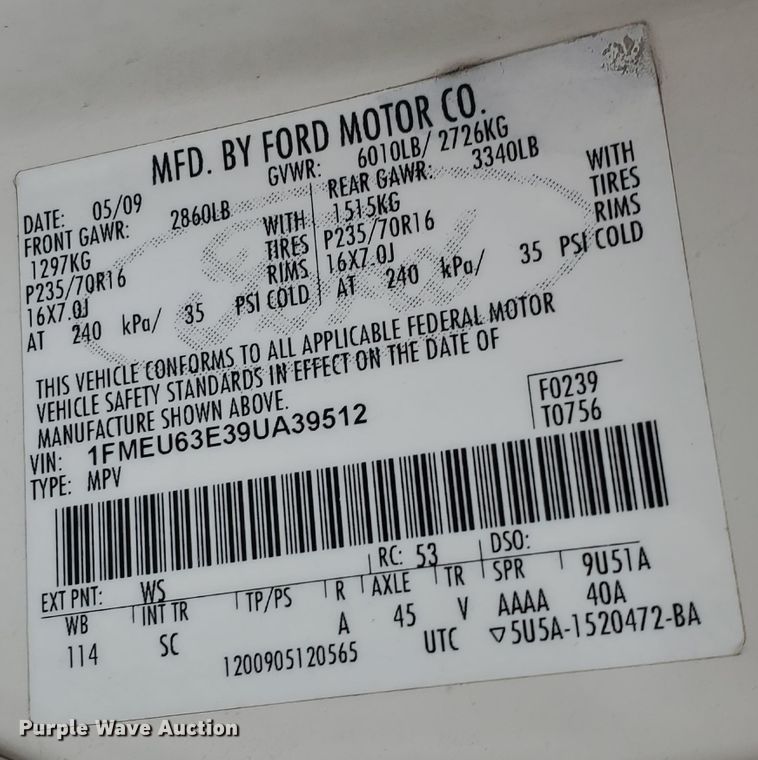 MFD. BY FORD MOTOR CO.
DATE: 05/09 GVWR: 6010LB/ 2726KG
FRONT GAWR: 2860LB REAR GAWR: 3340LB
1297KG WITH 1515KG WITH
P235/70R16 TIRES P235/70R16 TIRES
16X7.0J RIMS 16X7.0J RIMS
AT 240 kPa/ 35 PSI COLD AT 240 kPa/ 35 PSI COLD
THIS VEHICLE CONFORMS TO ALL APPLICABLE FEDERAL MOTOR
VEHICLE SAFETY STANDARDS IN EFFECT ON THE DATE OF
MANUFACTURE SHOWN ABOVE.
F0239
VIN: 1FMEU63E39UA39512 T0756
TYPE: MPV
EXT PNT: WS RC: 53 DSO:
WB INT TR TP/PS R AXLE TR SPR 9U51A
114 SC A 45 V AAAA 40A
1200905120565 UTC ▽5U5A-1520472-BA
Purple Wave Auction